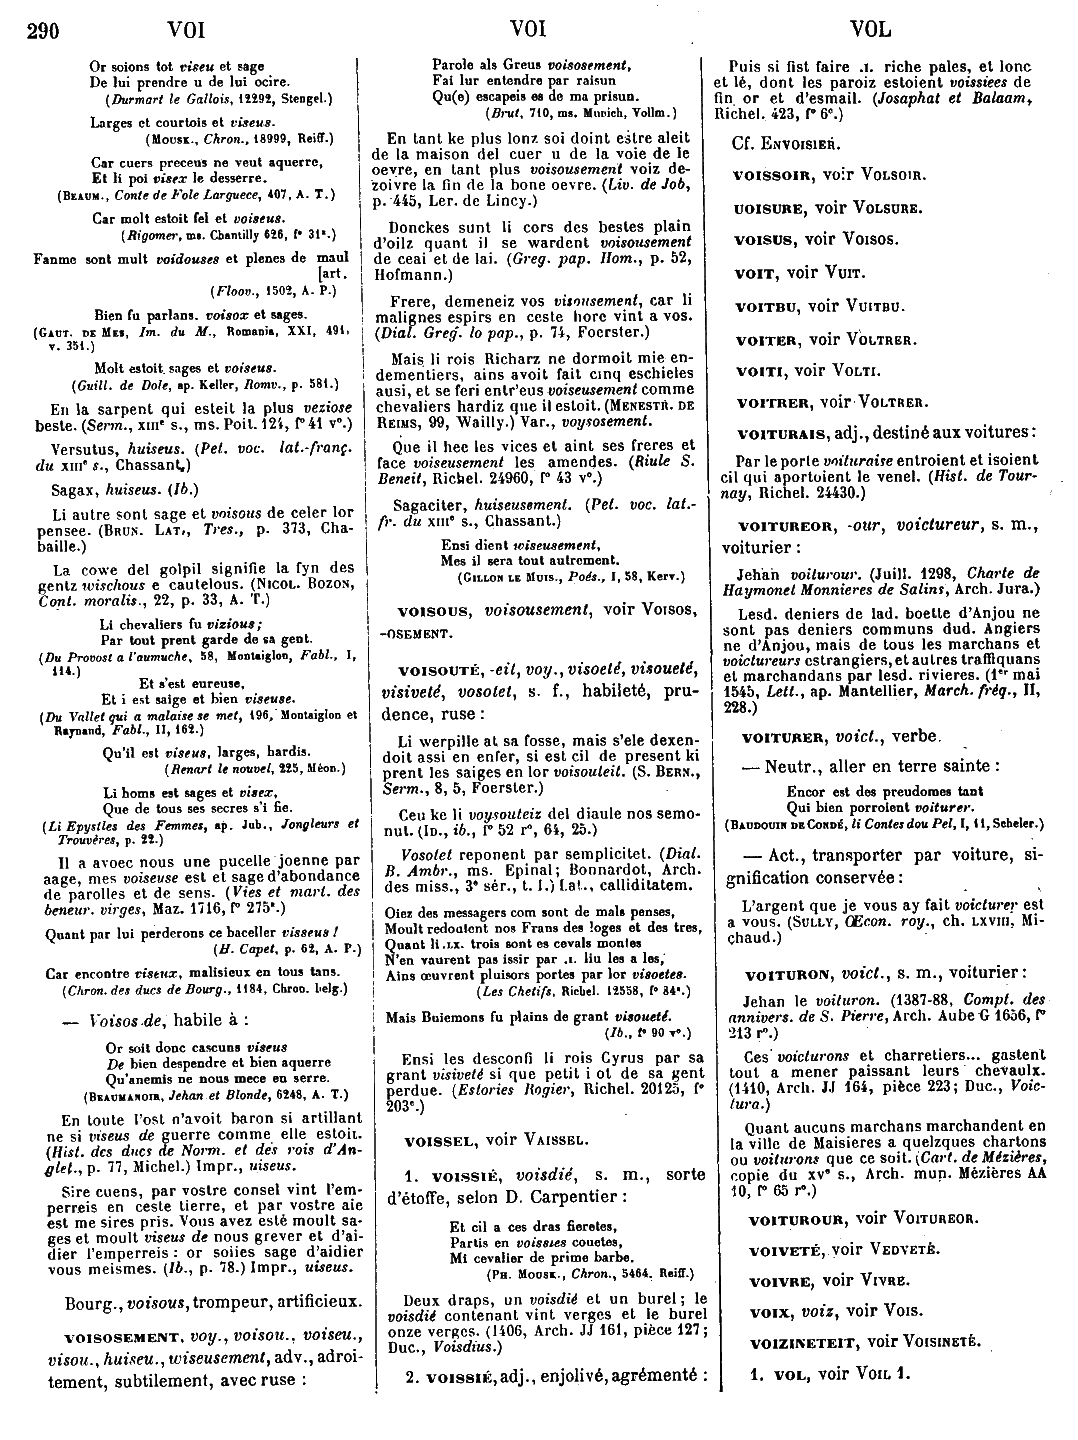 290 VOI VOI VOL
Or soions tot viseu et sage
De lui prendre u de lui ocire.
(Durmart le Gallois, 12292, Stengel.)
Larges et courtois et viseus.
(Mousk., Chron., 18999, Reiff.)
Car cuers preceus ne veut aquerre,
Et li poi visex le desserre.
(Beaum., Conte de Fole Larguece, 407, A. T.)
Car molt estoit fel et voiseus.
(Rigomer, ms. Chantilly 626, f° 31ª.)
Fanme sont mult voidouses et plenes de maul
[art.
(Floov., 1502, A. P.)
Bien fu parlans. voisox et sages.
(Gaut. de Mes, Im. du M., Romania, XXI, 491,
v. 351.)
Molt estoit sages et voiseus.
(Guill. de Dole, ap. Keller, Romv., p. 581.)
En la sarpent qui esteit la plus veziose
beste. (Serm., xiiiᵉ s., ms. Poit. 124, f° 41 v°.)
Versutus, huiseus. (Pet. voc. lat.-franç.
du xiiiᵉ s., Chassant.)
Sagax, huiseus. (Ib.)
Li autre sont sage et voisous de celer lor
pensee. (Brun. Lat., Tres., p. 373, Cha-
baille.)
La cowe del golpil signifie la fyn des
gentz wischous e cautelous. (Nicol. Bozon,
Cont. moralis., 22, p. 33, A. T.)
Li chevaliers fu vizious;
Par tout prent garde de sa gent.
(Du Provost a l'aumuche, 58, Montaiglon, Fabl., I,
114.)
Et s'est eureuse,
Et i est saige et bien viseuse.
(Du Vallet qui a malaise se met, 196, Montaiglon et
Raynaud, Fabl., II, 162.)
Qu'il est viseus, larges, hardis.
(Renart le nouvel, 225, Méon.)
Li homs est sages et visex,
Que de tous ses secres s'i fie.
(Li Epystles des Femmes, ap. Jub., Jongleurs et
Trouvères, p. 22.)
Il a avoec nous une pucelle joenne par
aage, mes voiseuse est et sage d'abondance
de parolles et de sens. (Vies et mart. des
beneur. virges, Maz. 1716, f° 275ª.)
Quant par lui perderons ce baceller visseus !
(H. Capet, p. 62, A. P.)
Car encontre viseux, malisieux en tous tans.
(Chron. des ducs de Bourg., 1184, Chron. belg.)
— Voisos de, habile à :
Or soit donc cascuns viseus
De bien despendre et bien aquerre
Qu'anemis ne nous mece en serre.
(Beaumanoir, Jehan et Blonde, 6248, A. T.)
En toute l'ost n'avoit baron si artillant
ne si viseus de guerre comme elle estoit.
(Hist. des ducs de Norm. et des rois d'An-
glet., p. 77, Michel.) Impr., uiseus.
Sire cuens, par vostre consel vint l'em-
perreis en ceste tierre, et par vostre aie
est me sires pris. Vous avez esté moult sa-
ges et moult viseus de nous grever et d'ai-
dier l'emperreis : or soiies sage d'aidier
vous meismes. (Ib., p. 78.) Impr., uiseus.
Bourg., voisous, trompeur, artificieux.
VOISOSEMENT, voy., voisou., voiseu.,
visou., huiseu., wiseusement, adv., adroi-
tement, subtilement, avec ruse :
Parole als Greus voisosement,
Fai lur entendre par raisun
Qu(e) escapeis es de ma prisun.
(Brut, 710, ms. Munich, Vollm.)
En tant ke plus lonz soi doint estre aleit
de la maison del cuer u de la voie de le
oevre, en tant plus voisousement voiz de-
zoivre la fin de la bone oevre. (Liv. de Job,
p. 445, Ler. de Lincy.)
Donckes sunt li cors des bestes plain
d'oilz quant il se wardent voisousement
de ceai et de lai. (Greg. pap. Hom., p. 52,
Hofmann.)
Frere, demeneiz vos visousement, car li
malignes espirs en ceste hore vint a vos.
(Dial. Greg. lo pap., p. 74, Foerster.)
Mais li rois Richarz ne dormoit mie en-
dementiers, ains avoit fait cinq eschieles
ausi, et se feri entr'eus voiseusement comme
chevaliers hardiz que il estoit. (Menestr. de
Reims, 99, Wailly.) Var., voysosement.
Que il hee les vices et aint ses freres et
face voiseusement les amendes. (Riule S.
Beneit, Richel. 24960, f° 43 v°.)
Sagaciter, huiseusement. (Pet. voc. lat.-
fr. du xiiiᵉ s., Chassant.)
Ensi dient wiseusement,
Mes il sera tout autrement.
(Gillon le Muis., Poés., I, 58, Kerv.)
VOISOUS, voisousement, voir Voisos,
-osement.
VOISOUTÉ, -eit, voy., visoeté, visoueté,
visiveté, vosotet, s. f., habileté, pru-
dence, ruse :
Li werpille at sa fosse, mais s'ele dexen-
doit assi en enfer, si est cil de present ki
prent les saiges en lor voisouteit. (S. Bern.,
Serm., 8, 5, Foerster.)
Ceu ke li voysouteiz del diaule nos semo-
nut. (Id., ib., f° 52 r°, 64, 25.)
Vosotet reponent par semplicitet. (Dial.
B. Ambr., ms. Epinal; Bonnardot, Arch.
des miss., 3ᵉ sér., t. I.) Lat., calliditatem.
Oiez des messagers com sont de mals penses,
Moult redoutent nos Frans des loges et des tres,
Quant li .lx. trois sont es cevals montes
N'en vaurent pas issir par .i. liu les a les,
Ains œuvrent pluisors portes par lor visoetes.
(Les Chetifs, Richel. 12558, f° 84ª.)
Mais Buiemons fu plains de grant visoueté.
(Ib., f° 90 v°.)
Ensi les desconfi li rois Cyrus par sa
grant visiveté si que petit i ot de sa gent
perdue. (Estories Rogier, Richel. 20125, f°
203ᵉ.)
VOISSEL, voir Vaissel.
1. VOISSIÉ, voisdié, s. m., sorte
d'étoffe, selon D. Carpentier :
Et cil a ces dras fieretes,
Partis en voissies couetes,
Mi cevalier de prime barbe.
(Ph. Mousk., Chron., 5464, Reiff.)
Deux draps, un voisdié et un burel; le
voisdié contenant vint verges et le burel
onze verges. (1406, Arch. JJ 161, pièce 127;
Duc., Voisdius.)
2. VOISSIÉ, adj., enjolivé, agrémenté :
Puis si fist faire .i. riche pales, et lonc
et lé, dont les paroiz estoient voissiees de
fin or et d'esmail. (Josaphat et Balaam,
Richel. 423, f° 6ᶜ.)
Cf. Envoisier.
VOISSOIR, voir Volsoir.
UOISURE, voir Volsure.
VOISUS, voir Voisos.
VOIT, voir Vuit.
VOITBU, voir Vuitbu.
VOITER, voir Voltrer.
VOITI, voir Volti.
VOITRER, voir Voltrer.
VOITURAIS, adj., destiné aux voitures :
Par le porte voituraise entroient et isoient
cil qui aportoient le venel. (Hist. de Tour-
nay, Richel. 24430.)
VOITUREOR, -our, voictureur, s. m.,
voiturier :
Jehan voiturour. (Juill. 1298, Charte de
Haymonet Monnieres de Salins, Arch. Jura.)
Lesd. deniers de lad. boette d'Anjou ne
sont pas deniers communs dud. Angiers
ne d'Anjou, mais de tous les marchans et
voictureurs estrangiers, et autres traffiquans
et marchandans par lesd. rivieres. (1ᵉʳ mai
1545, Lett., ap. Mantellier, March. fréq., II,
228.)
VOITURER, voict., verbe.
— Neutr., aller en terre sainte :
Encor est des preudomes tant
Qui bien porroient voiturer.
(Baudouin de Condé, li Contes dou Pel, I, 11, Scheler.)
— Act., transporter par voiture, si-
gnification conservée :
L'argent que je vous ay fait voicturer est
a vous. (Sully, Œcon. roy., ch. lxviii, Mi-
chaud.)
VOITURON, voict., s. m., voiturier :
Jehan le voituron. (1387-88, Compt. des
annivers. de S. Pierre, Arch. Aube G 1656, f°
213 r°.)
Ces voicturons et charretiers... gastent
tout a mener paissant leurs chevaulx.
(1410, Arch. JJ 164, pièce 223; Duc., Voic-
tura.)
Quant aucuns marchans marchandent en
la ville de Maisieres a quelzques chartons
ou voiturons que ce soit. (Cart. de Mézières,
copie du xvᵉ s., Arch. mun. Mézières AA
10, f° 65 r°.)
VOITUROUR, voir Voitureor.
VOIVETÉ, voir Vedveté.
VOIVRE, voir Vivre.
VOIX, voiz, voir Vois.
VOIZINETEIT, voir Voisineté.
1. VOL, voir Voil 1.